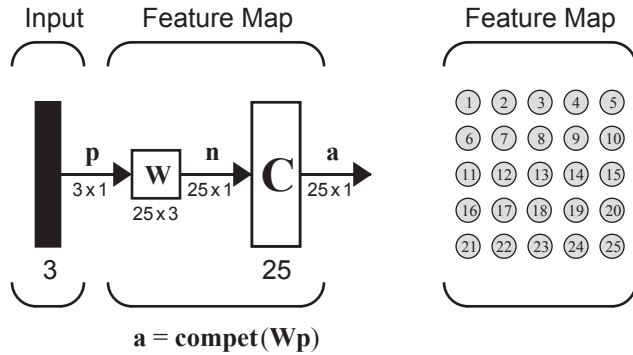 Input Feature Map Feature Map
p n a
W C
3 x 1 25 x 1 25 x 1
25 x 3
3 25
a = compet(Wp)
1 2 3 4 5
6 7 8 9 10
11 12 13 14 15
16 17 18 19 20
21 22 23 24 25